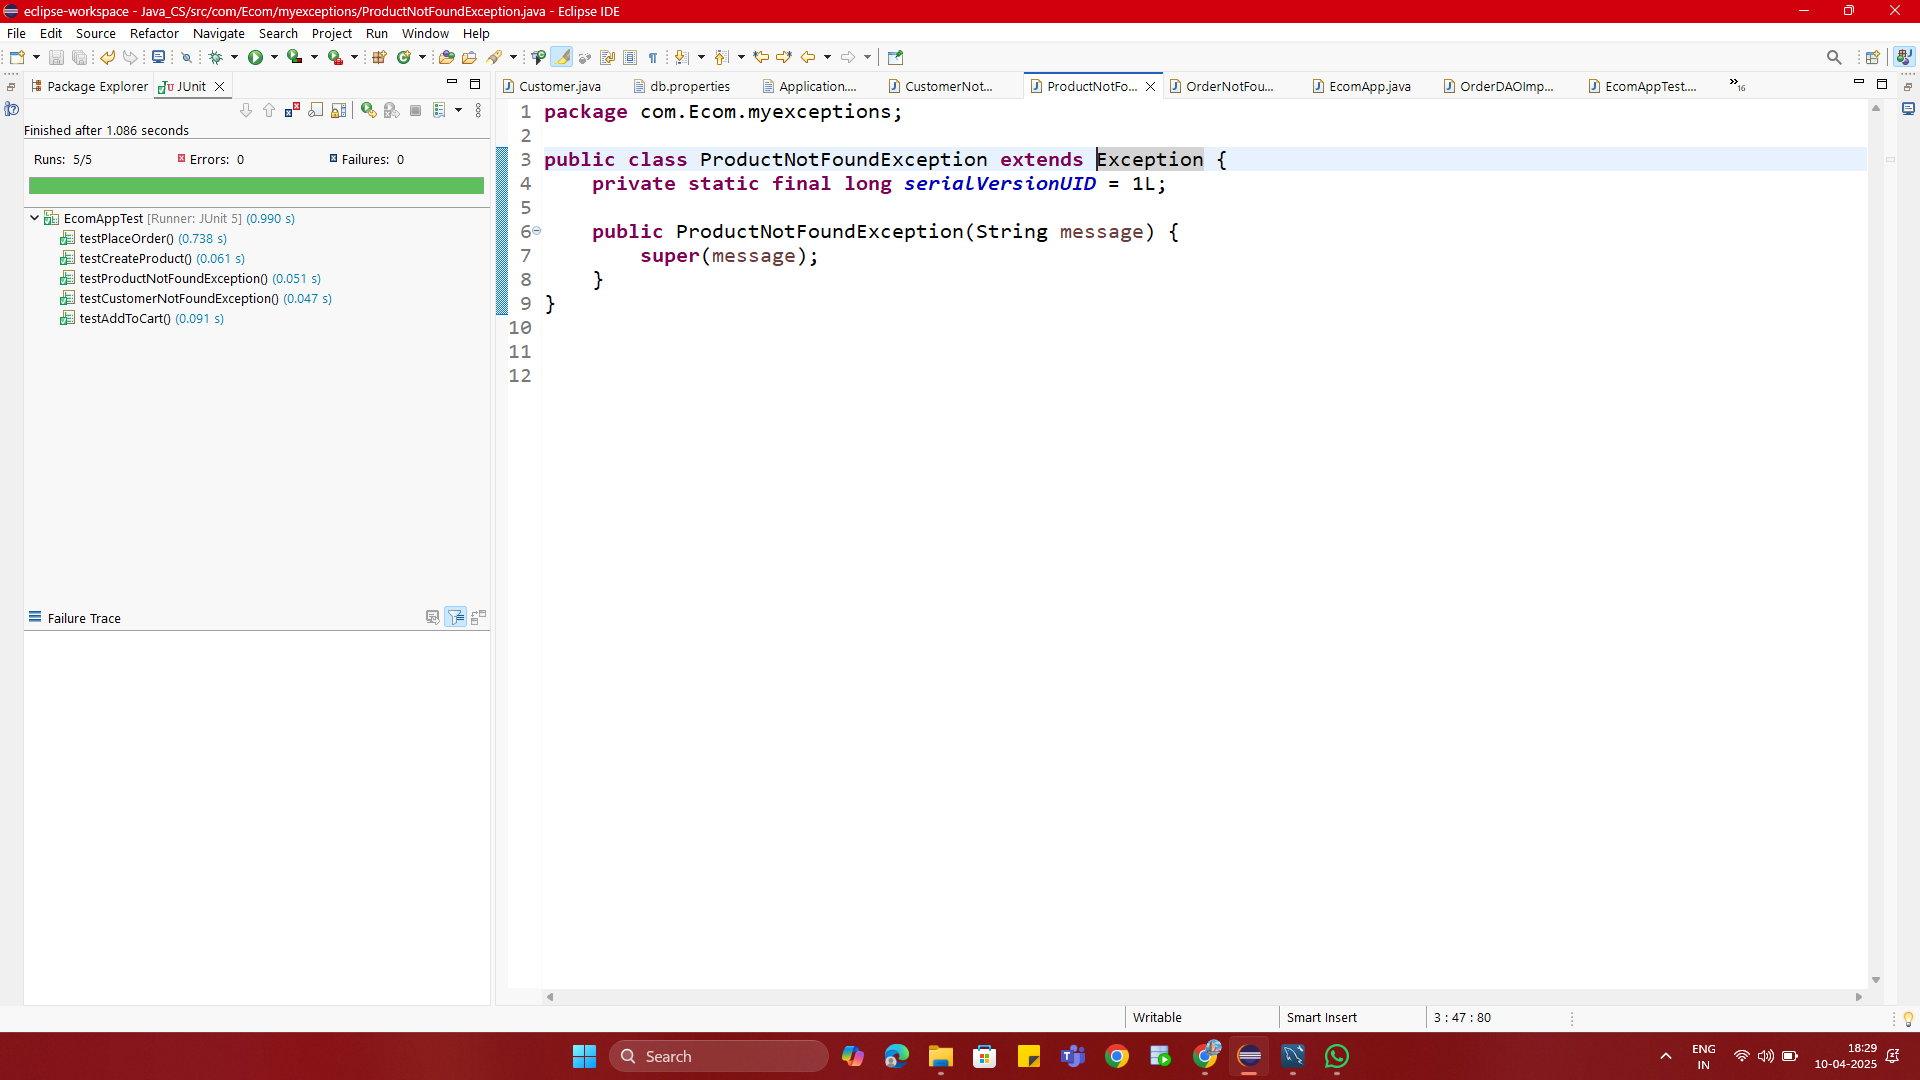 eclipse-workspace - Java_CS/src/com/Ecom/myexceptions/ProductNotFoundException.java - Eclipse IDE
File Edit Source Refactor Navigate Search Project Run Window Help
Package Explorer JUnit
Customer.java db.properties Application.... CustomerNot... ProductNotFo... OrderNotFou... EcomApp.java OrderDAOImp... EcomAppTest.... »16
Finished after 1.086 seconds
Runs: 5/5 Errors: 0 Failures: 0
EcomAppTest [Runner: JUnit 5] (0.990 s)
testPlaceOrder() (0.738 s)
testCreateProduct() (0.061 s)
testProductNotFoundException() (0.051 s)
testCustomerNotFoundException() (0.047 s)
testAddToCart() (0.091 s)
Failure Trace
1 package com.Ecom.myexceptions;
2
3 public class ProductNotFoundException extends Exception {
4 private static final long serialVersionUID = 1L;
5
6 public ProductNotFoundException(String message) {
7 super(message);
8 }
9 }
10
11
12
Writable Smart Insert 3 : 47 : 80
Search
ENG
IN
18:29
10-04-2025